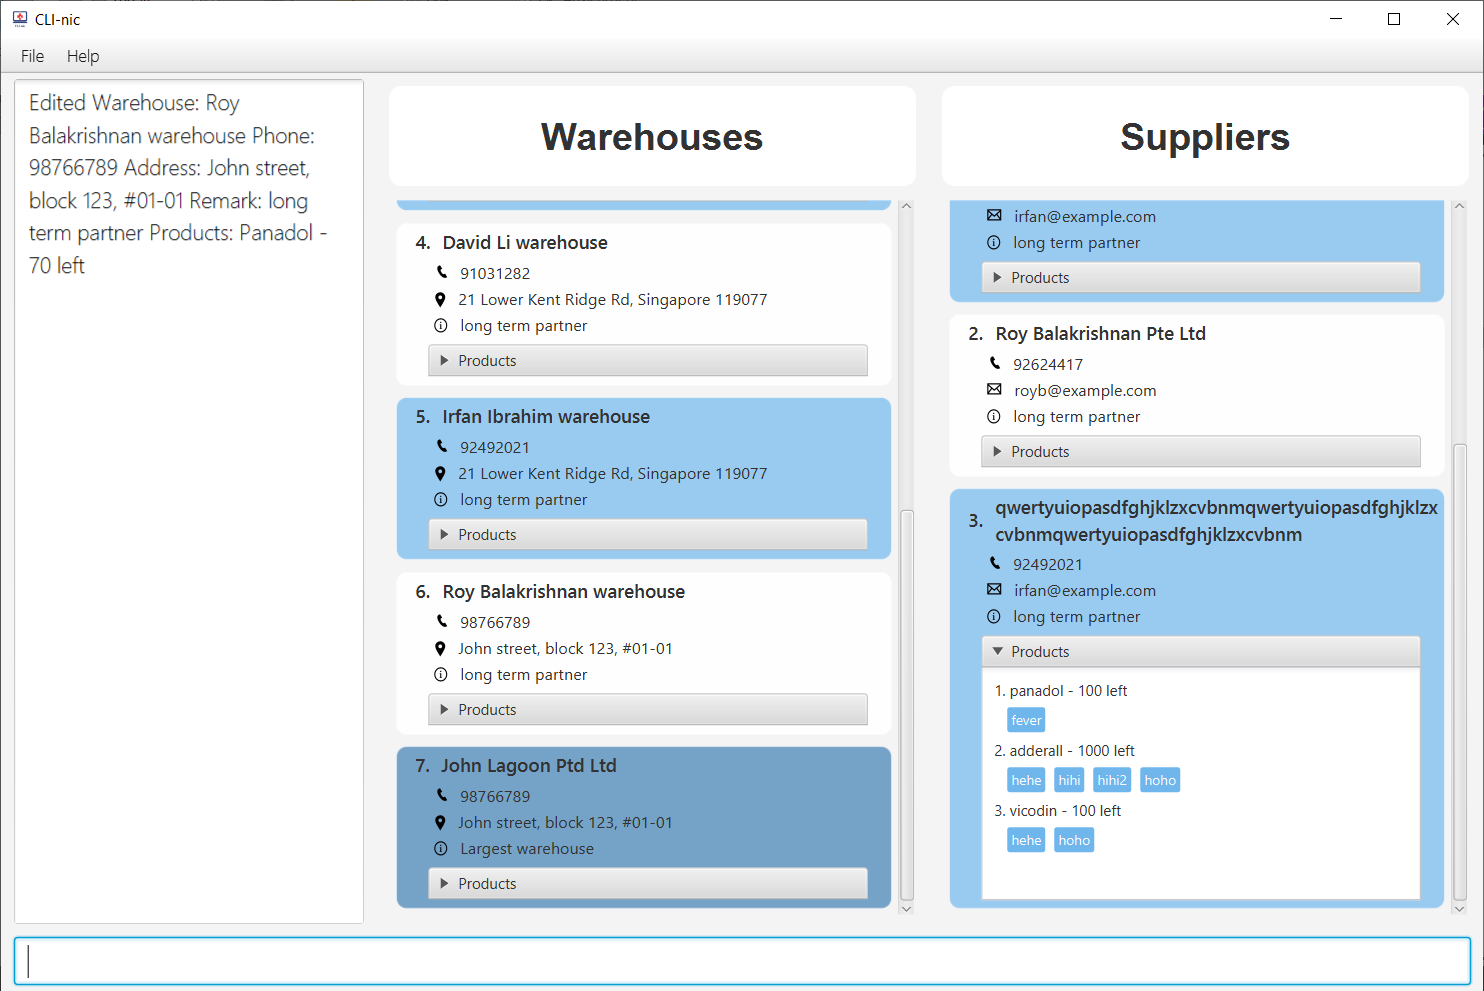 CLI-nic
File Help
Edited Warehouse: Roy
Balakrishnan warehouse Phone:
98766789 Address: John street,
block 123, #01-01 Remark: long
term partner Products: Panadol -
70 left
Warehouses
4. David Li warehouse
91031282
21 Lower Kent Ridge Rd, Singapore 119077
long term partner
Products
5. Irfan Ibrahim warehouse
92492021
21 Lower Kent Ridge Rd, Singapore 119077
long term partner
Products
6. Roy Balakrishnan warehouse
98766789
John street, block 123, #01-01
long term partner
Products
7. John Lagoon Ptd Ltd
98766789
John street, block 123, #01-01
Largest warehouse
Products
Suppliers
irfan@example.com
long term partner
Products
2. Roy Balakrishnan Pte Ltd
92624417
royb@example.com
long term partner
Products
3. qwertyuiopasdfghjklzxcvbnmqwertyuiopasdfghjklzx
cvbnmqwertyuiopasdfghjklzxcvbnm
92492021
irfan@example.com
long term partner
Products
1. panadol - 100 left
fever
2. adderall - 1000 left
hehe hihi hihi2 hoho
3. vicodin - 100 left
hehe hoho